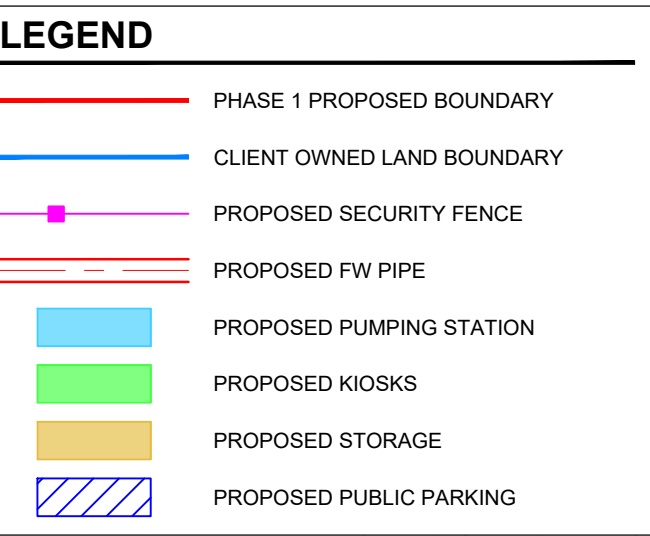 LEGEND
PHASE 1 PROPOSED BOUNDARY
CLIENT OWNED LAND BOUNDARY
PROPOSED SECURITY FENCE
PROPOSED FW PIPE
PROPOSED PUMPING STATION
PROPOSED KIOSKS
PROPOSED STORAGE
PROPOSED PUBLIC PARKING